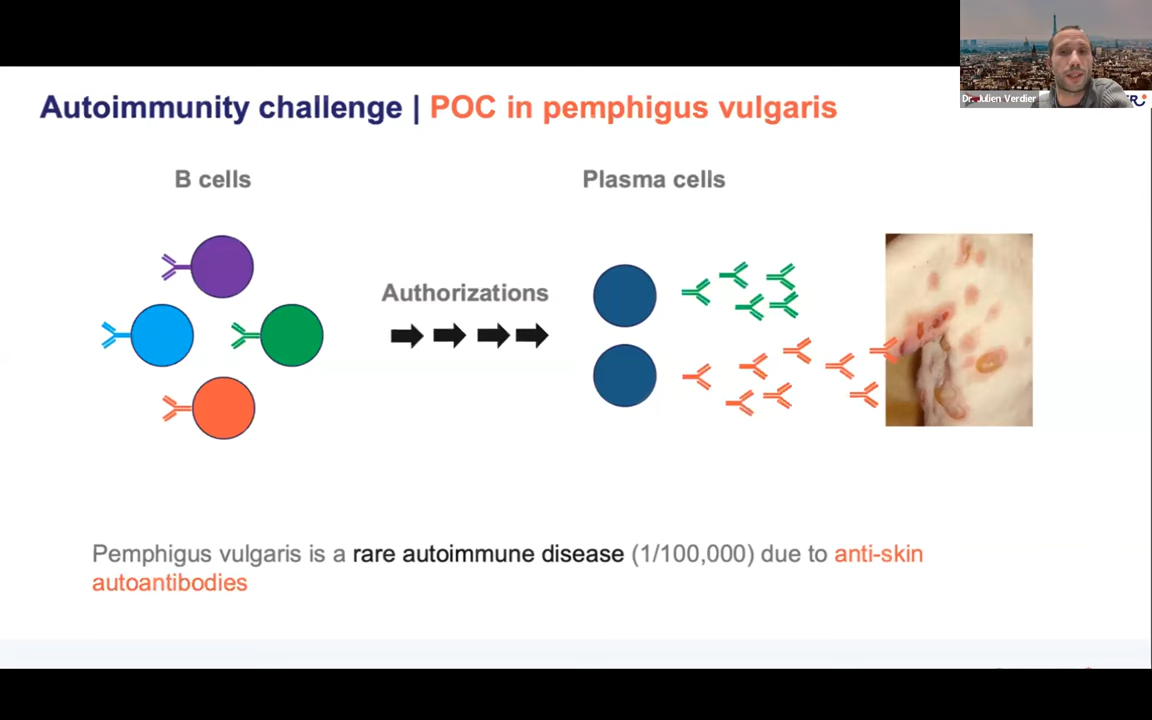 Dr. Julien Verdier
Autoimmunity challenge | POC in pemphigus vulgaris
B cells
Plasma cells
Authorizations
Pemphigus vulgaris is a rare autoimmune disease (1/100,000) due to anti-skin
autoantibodies